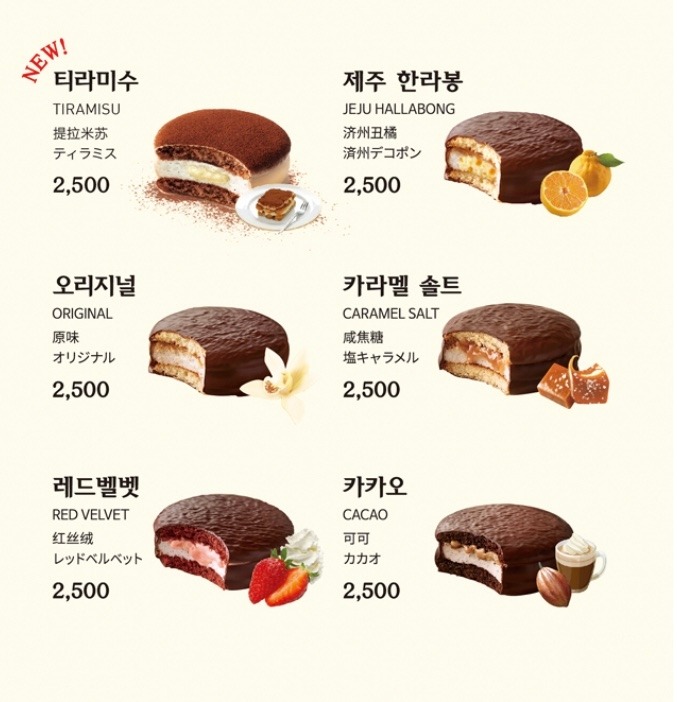 NEW!
티라미수
TIRAMISU
提拉米苏
ティラミス
2,500
제주 한라봉
JEJU HALLABONG
济州丑橘
済州デコポン
2,500
오리지널
ORIGINAL
原味
オリジナル
2,500
카라멜 솔트
CARAMEL SALT
咸焦糖
塩キャラメル
2,500
레드벨벳
RED VELVET
红丝绒
レッドベルベット
2,500
카카오
CACAO
可可
カカオ
2,500